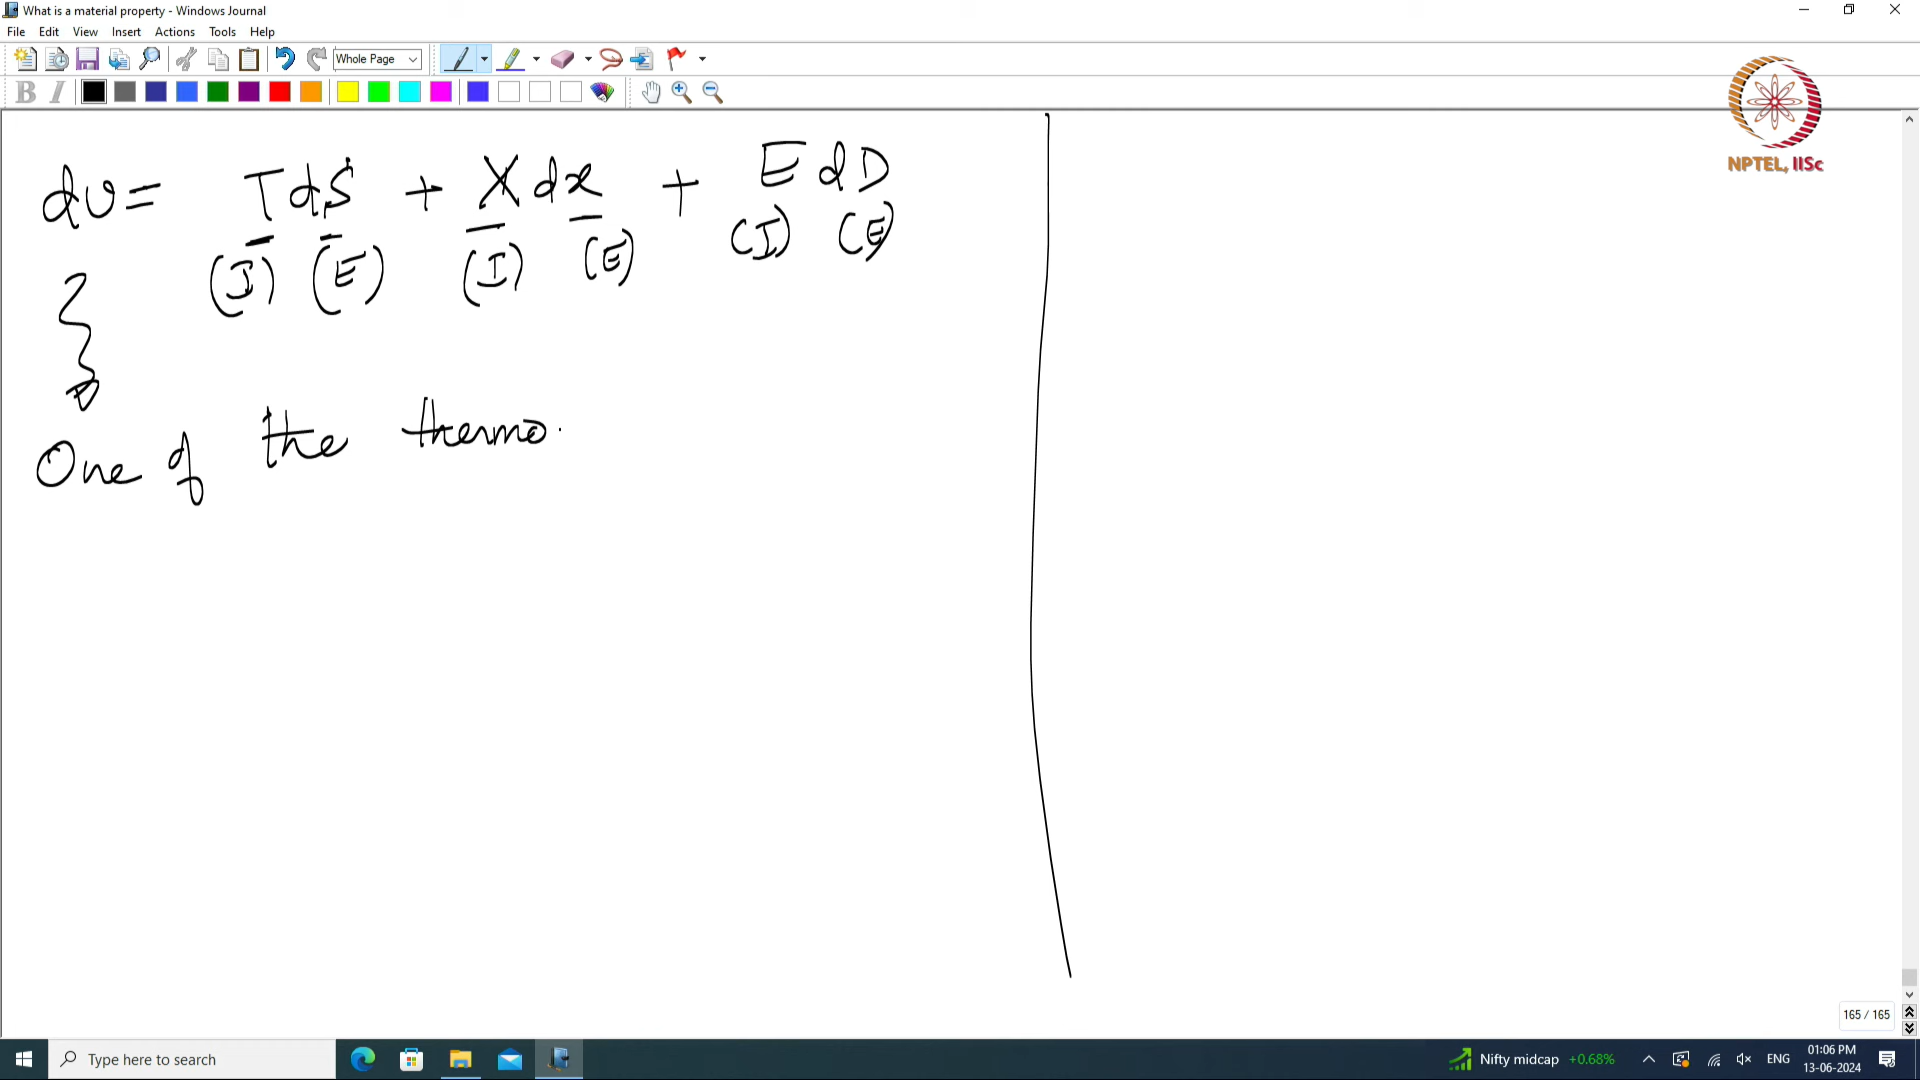 What is a material property - Windows Journal
File Edit View Insert Actions Tools Help
Whole Page
B I
NPTEL, IISc
dU = TdS + X dx + E dD
(I) (E) (I) (E) (I) (E)
One of the thermo.
165 / 165
Type here to search
Nifty midcap +0.68%
ENG
01:06 PM
13-06-2024